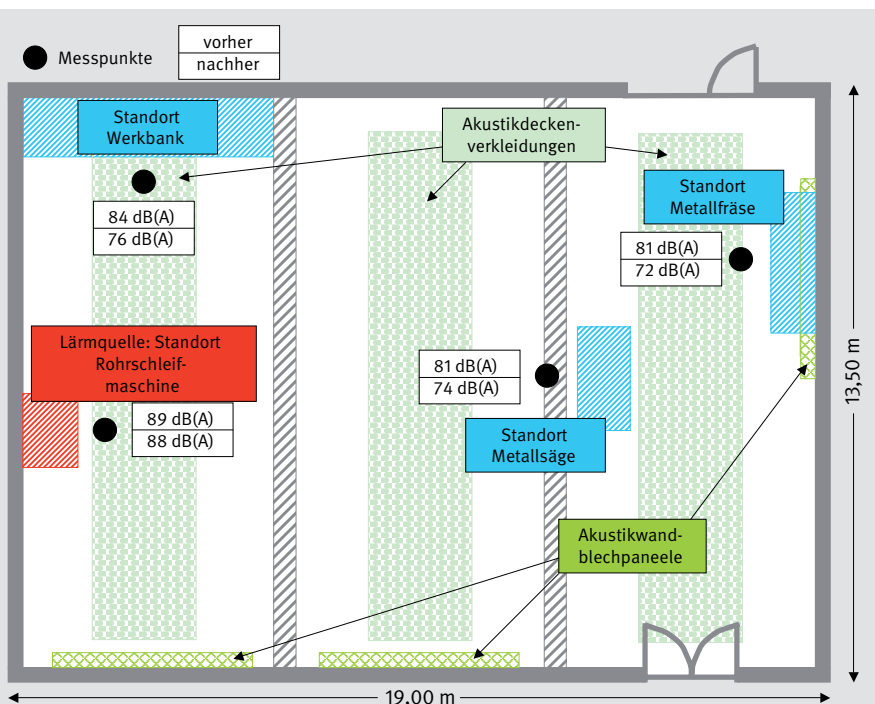 Messpunkte
vorher
nachher
Standort
Werkbank
Akustikdecken-
verkleidungen
Standort
Metallfräse
84 dB(A)
76 dB(A)
81 dB(A)
72 dB(A)
Lärmquelle: Standort
Rohrschleif-
maschine
89 dB(A)
88 dB(A)
81 dB(A)
74 dB(A)
Standort
Metallsäge
13,50 m
Akustikwand-
blechpaneele
19,00 m